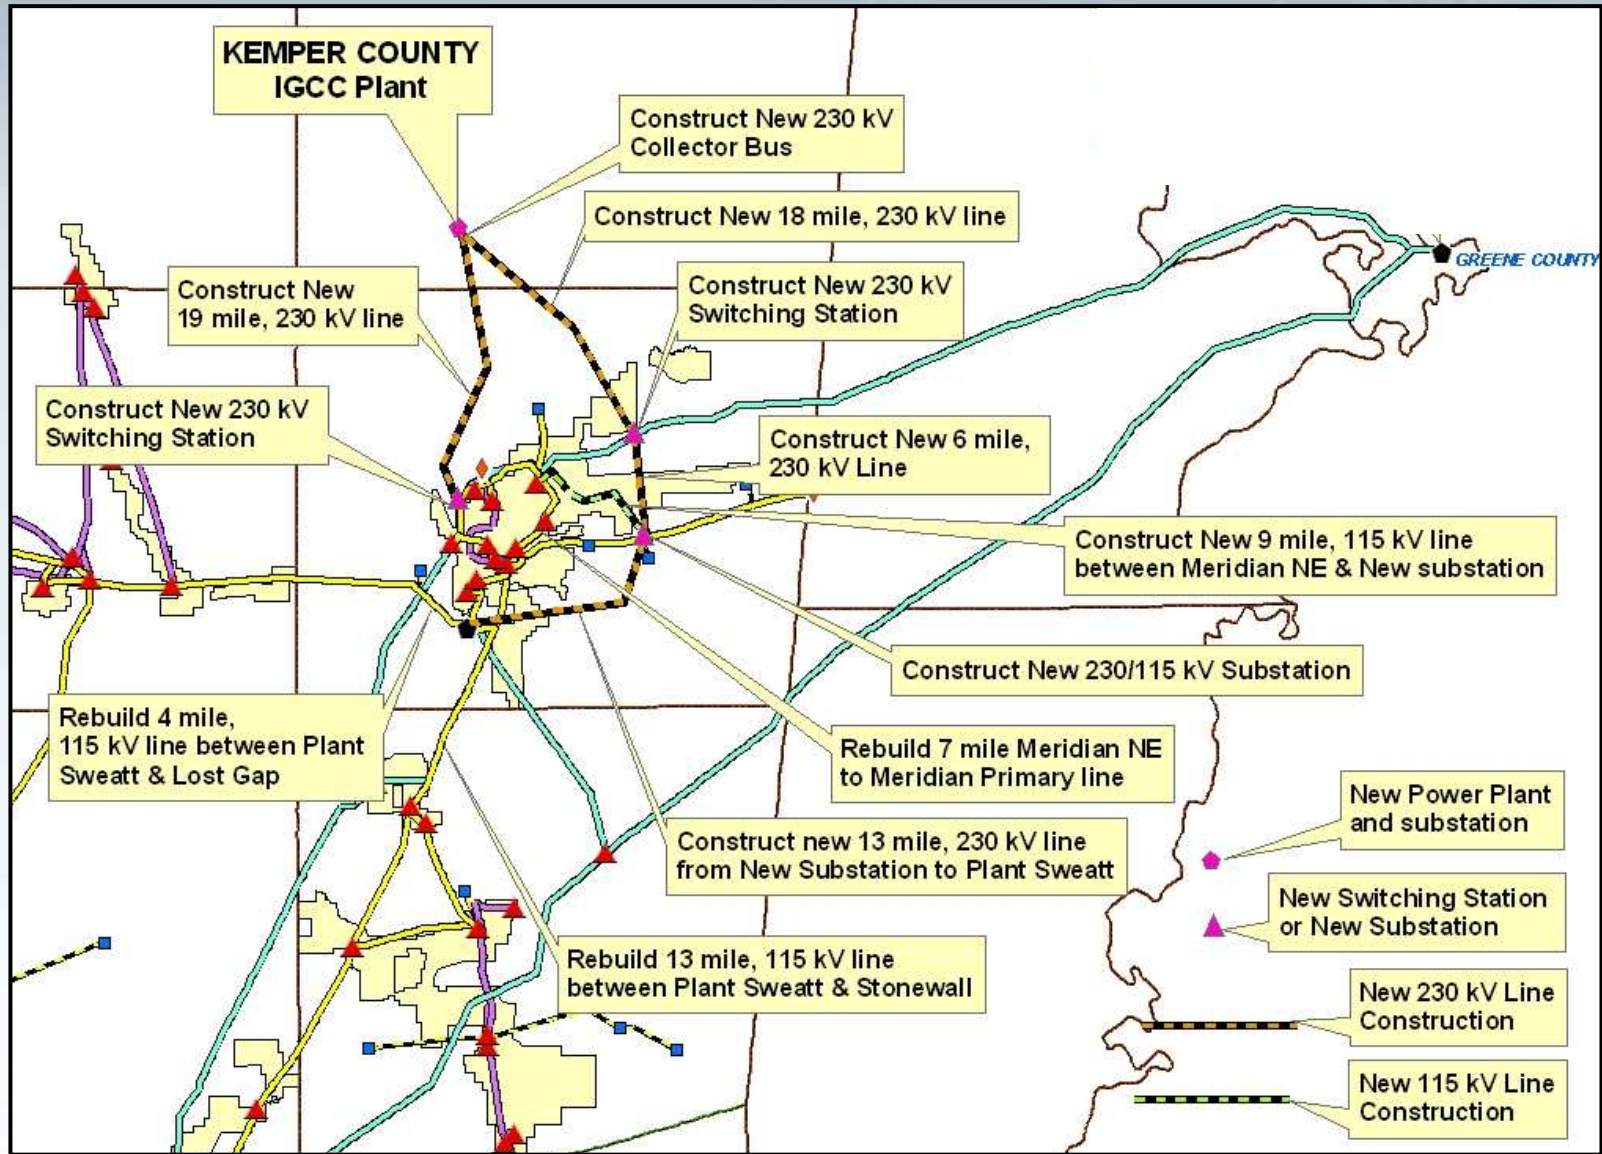 KEMPER COUNTY
IGCC Plant
Construct New 230 kV
Collector Bus
Construct New 18 mile, 230 kV line
GREENE COUNTY
Construct New
19 mile, 230 kV line
Construct New 230 kV
Switching Station
Construct New 230 kV
Switching Station
Construct New 6 mile,
230 kV Line
Construct New 9 mile, 115 kV line
between Meridian NE & New substation
Construct New 230/115 kV Substation
Rebuild 4 mile,
115 kV line between Plant
Sweatt & Lost Gap
Rebuild 7 mile Meridian NE
to Meridian Primary line
Construct new 13 mile, 230 kV line
from New Substation to Plant Sweatt
Rebuild 13 mile, 115 kV line
between Plant Sweatt & Stonewall
New Power Plant
and substation
New Switching Station
or New Substation
New 230 kV Line
Construction
New 115 kV Line
Construction